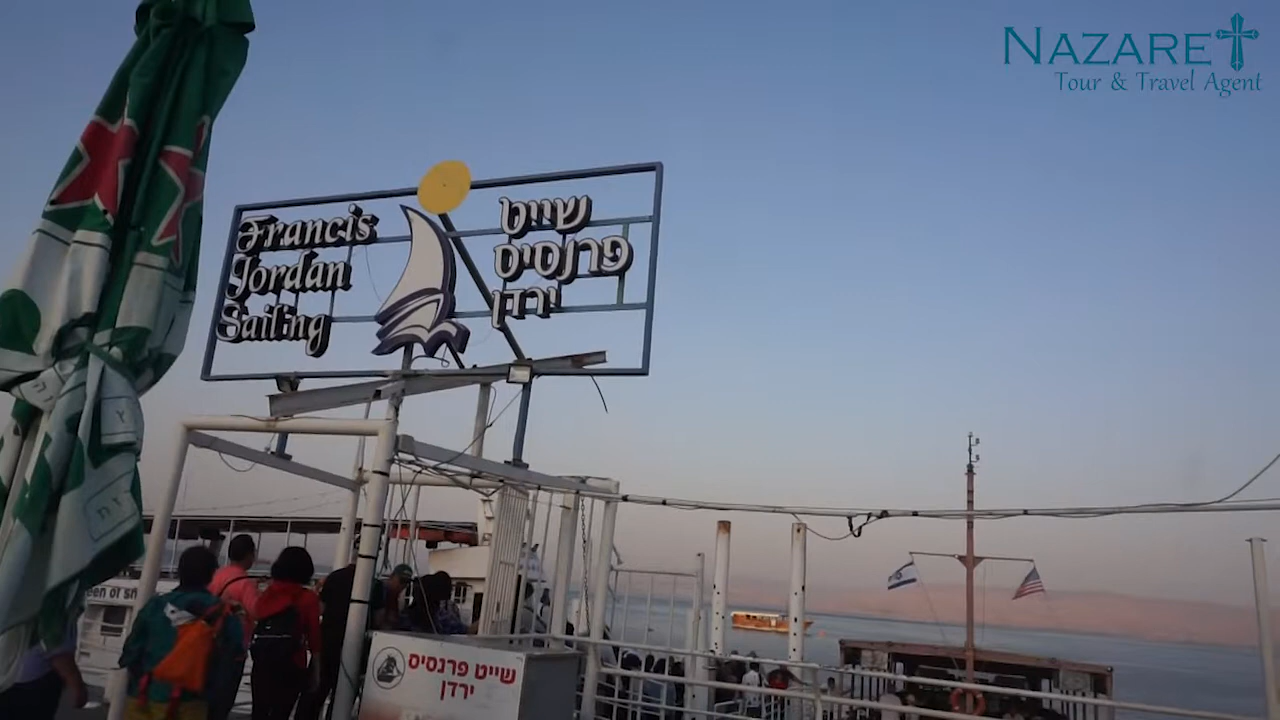 NAZARET
Tour & Travel Agent
Francis
Jordan
Sailing
שייט
פרנסיס
ירדן
שייט פרנסיס
ירדן